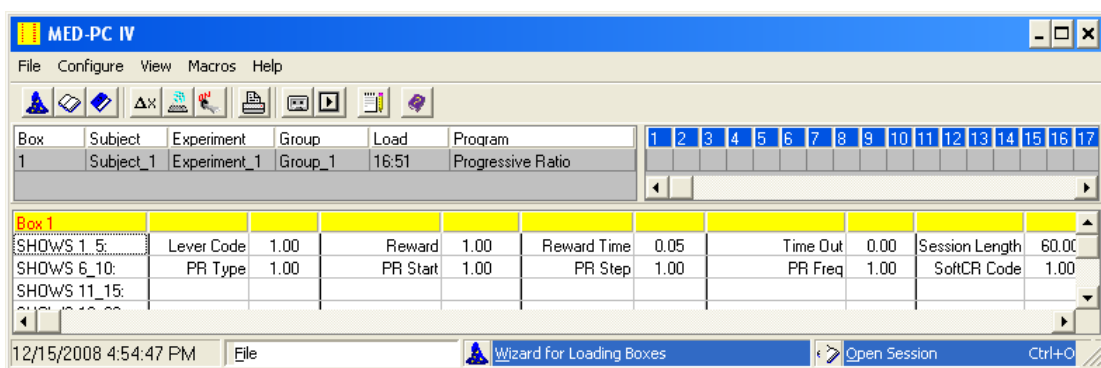 MED-PC IV
File Configure View Macros Help
Box Subject Experiment Group Load Program 1 2 3 4 5 6 7 8 9 10 11 12 13 14 15 16 17
1 Subject_1 Experiment_1 Group_1 16:51 Progressive Ratio
Box 1
SHOWS 1_5: Lever Code 1.00 Reward 1.00 Reward Time 0.05 Time Out 0.00 Session Length 60.00
SHOWS 6_10: PR Type 1.00 PR Start 1.00 PR Step 1.00 PR Freq 1.00 SoftCR Code 1.00
SHOWS 11_15:
12/15/2008 4:54:47 PM File Wizard for Loading Boxes Open Session Ctrl+O